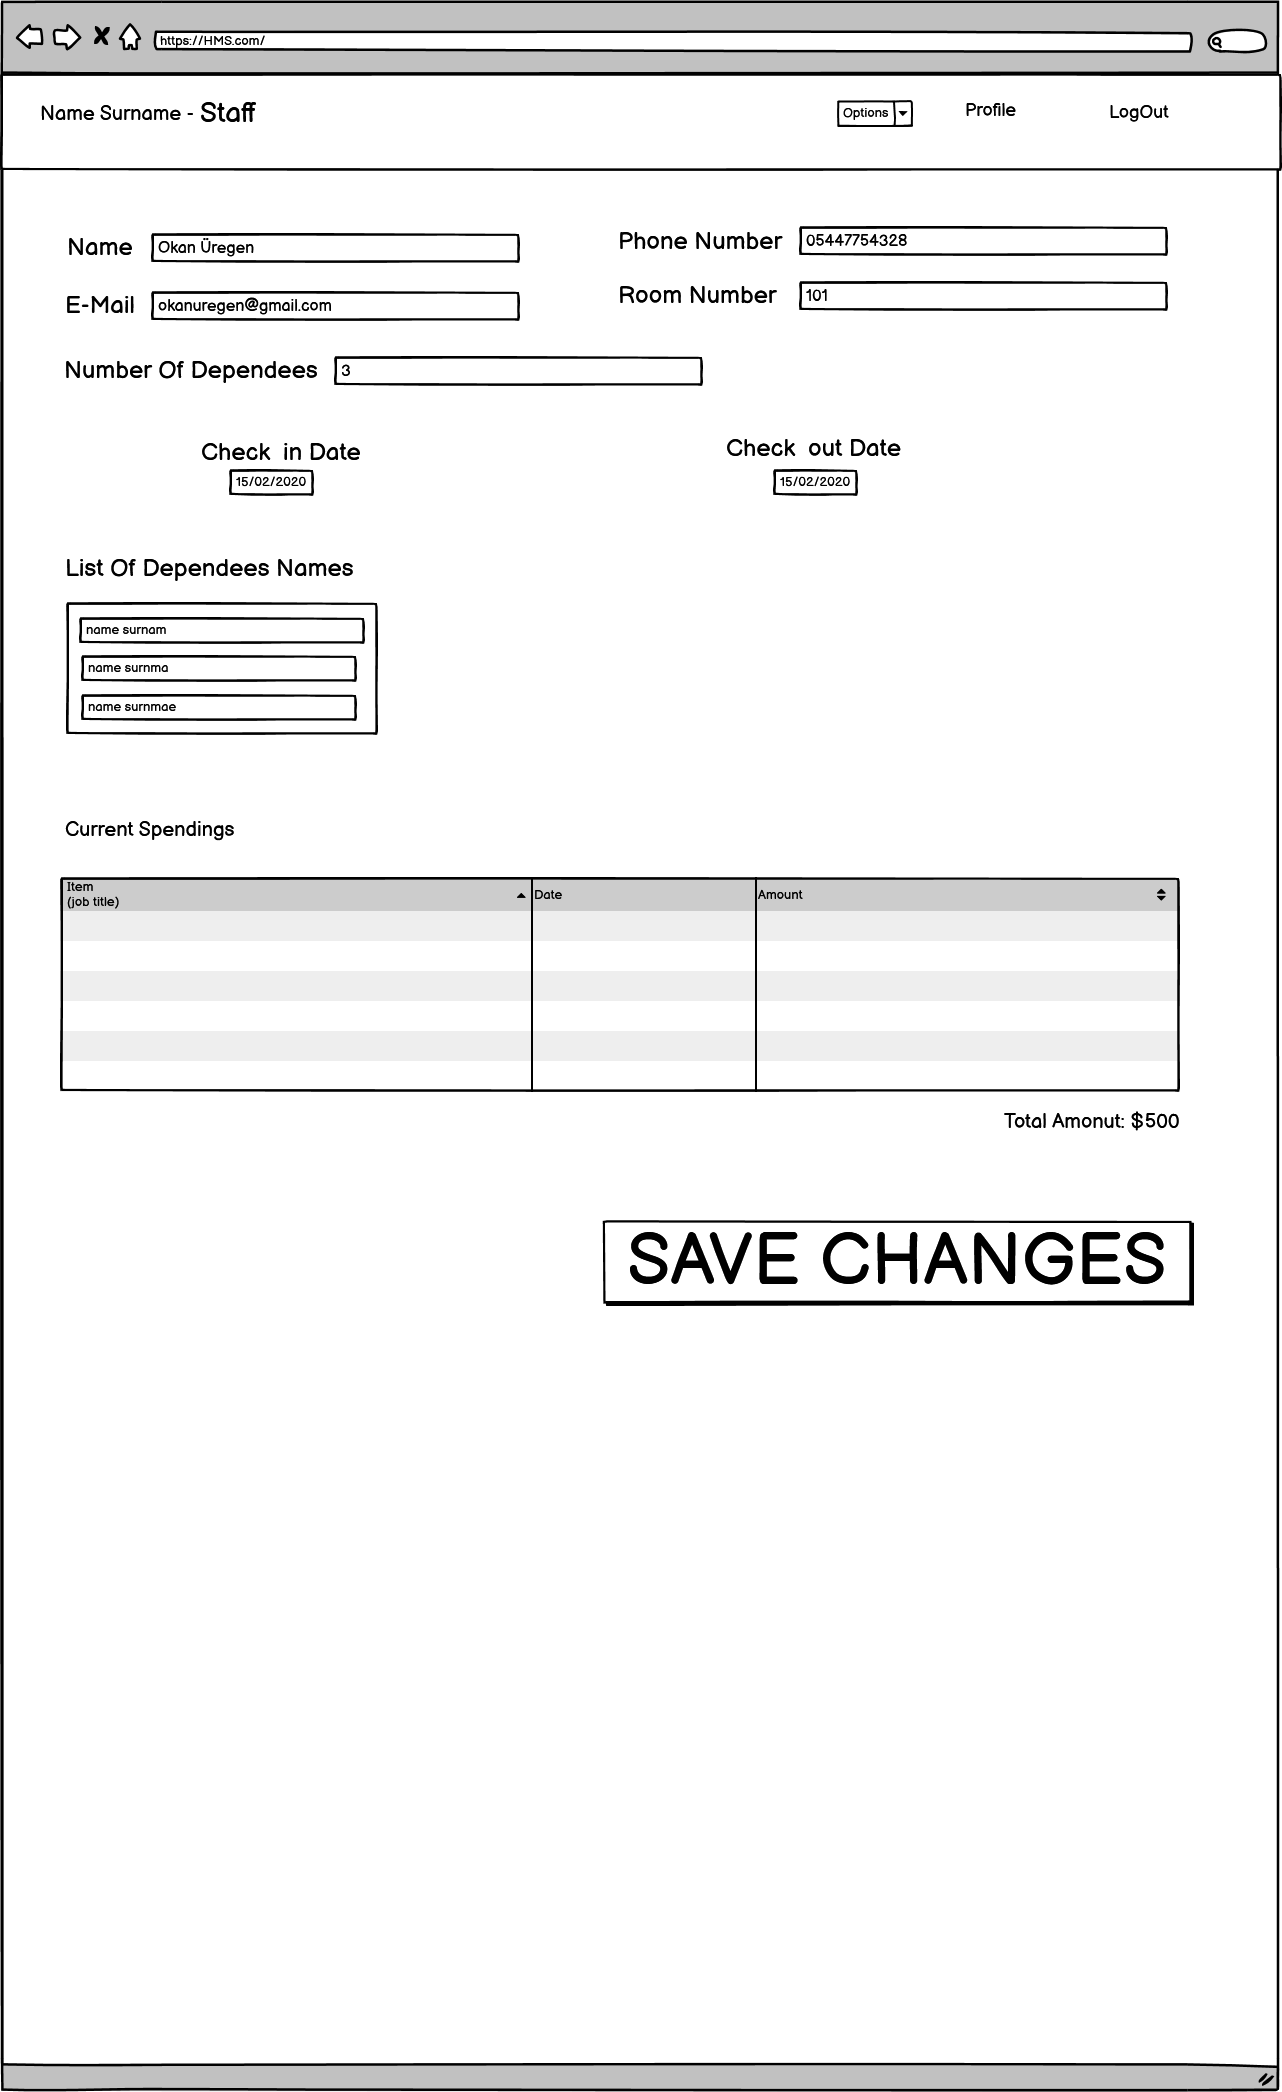 https://HMS.com/
Name Surname - Staff
Options
Profile
LogOut
Name
Okan Üregen
Phone Number
05447754328
E-Mail
okanuregen@gmail.com
Room Number
101
Number Of Dependees
3
Check in Date
Check out Date
15/02/2020
15/02/2020
List Of Dependees Names
name surnam
name surnma
name surnmae
Current Spendings
Item
(job title)
Date
Amount
Total Amonut: $500
SAVE CHANGES